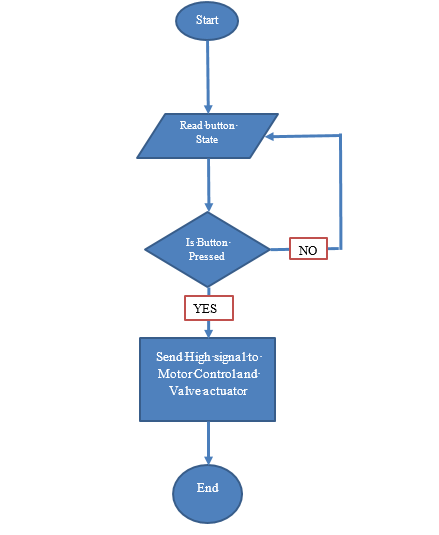 Start
Read button
State
Is Button
Pressed
NO
YES
Send High signal to
Motor Control and
Valve actuator
End